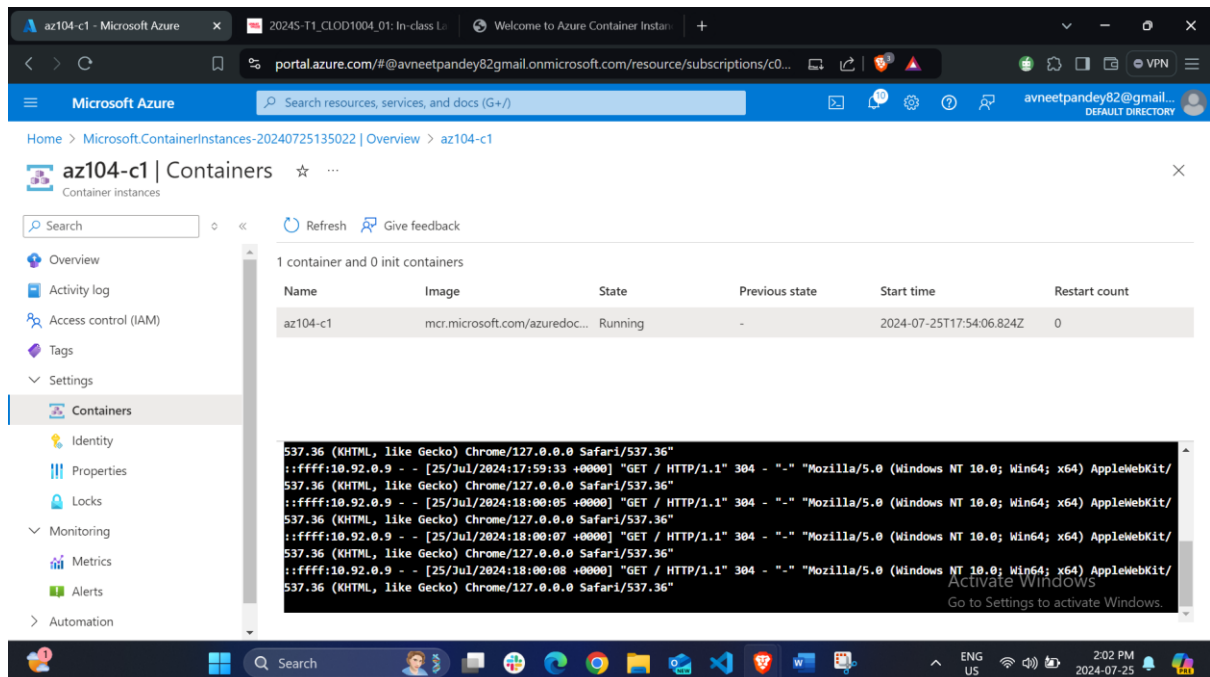 az104-c1 - Microsoft Azure
2024S-T1_CLOD1004_01: In-class La
Welcome to Azure Container Instan
portal.azure.com/#@avneetpandey82gmail.onmicrosoft.com/resource/subscriptions/c0...
VPN
Microsoft Azure
Search resources, services, and docs (G+/)
10
avneetpandey82@gmail...
DEFAULT DIRECTORY
Home > Microsoft.ContainerInstances-20240725135022 | Overview > az104-c1
az104-c1 | Containers
Container instances
Search
Refresh
Give feedback
Overview
Activity log
Access control (IAM)
Tags
Settings
Containers
Identity
Properties
Locks
Monitoring
Metrics
Alerts
Automation
1 container and 0 init containers
Name Image State Previous state Start time Restart count
az104-c1 mcr.microsoft.com/azuredoc... Running - 2024-07-25T17:54:06.824Z 0
537.36 (KHTML, like Gecko) Chrome/127.0.0.0 Safari/537.36"
::ffff:10.92.0.9 - - [25/Jul/2024:17:59:33 +0000] "GET / HTTP/1.1" 304 - "-" "Mozilla/5.0 (Windows NT 10.0; Win64; x64) AppleWebKit/
537.36 (KHTML, like Gecko) Chrome/127.0.0.0 Safari/537.36"
::ffff:10.92.0.9 - - [25/Jul/2024:18:00:05 +0000] "GET / HTTP/1.1" 304 - "-" "Mozilla/5.0 (Windows NT 10.0; Win64; x64) AppleWebKit/
537.36 (KHTML, like Gecko) Chrome/127.0.0.0 Safari/537.36"
::ffff:10.92.0.9 - - [25/Jul/2024:18:00:07 +0000] "GET / HTTP/1.1" 304 - "-" "Mozilla/5.0 (Windows NT 10.0; Win64; x64) AppleWebKit/
537.36 (KHTML, like Gecko) Chrome/127.0.0.0 Safari/537.36"
::ffff:10.92.0.9 - - [25/Jul/2024:18:00:08 +0000] "GET / HTTP/1.1" 304 - "-" "Mozilla/5.0 (Windows NT 10.0; Win64; x64) AppleWebKit/
537.36 (KHTML, like Gecko) Chrome/127.0.0.0 Safari/537.36"
Activate Windows
Go to Settings to activate Windows.
1
Search
ENG
US
2:02 PM
2024-07-25
PRE